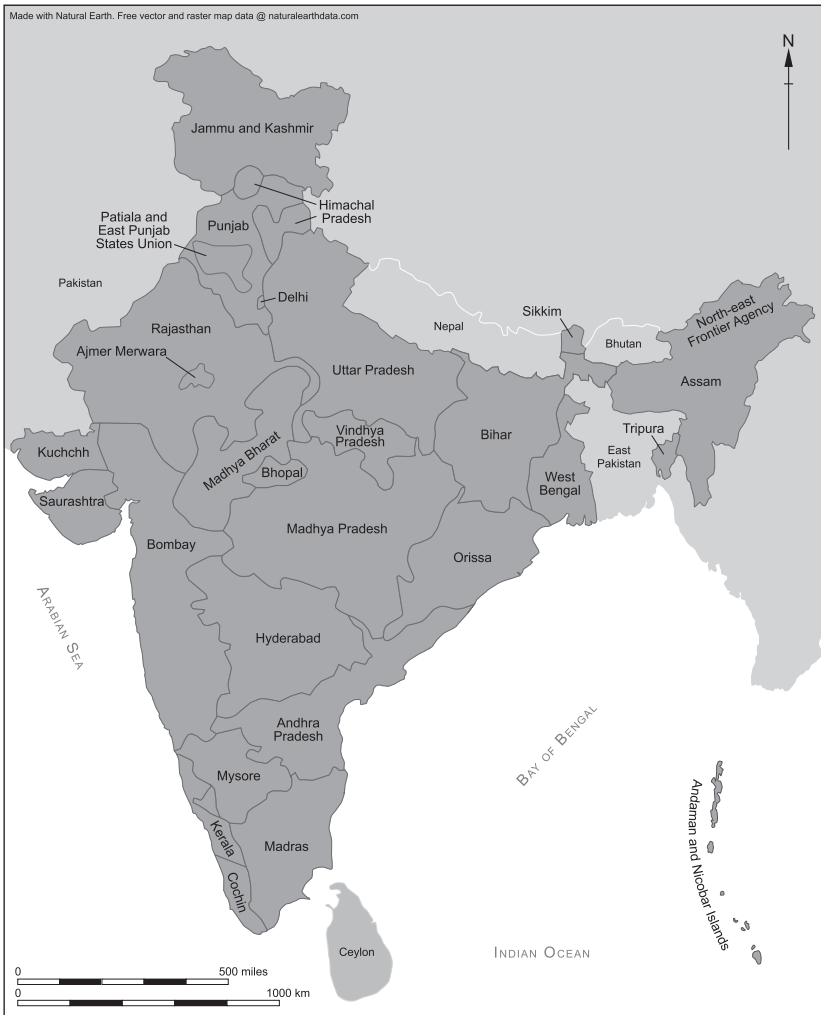 Made with Natural Earth. Free vector and raster map data @ naturalearthdata.com
N
Jammu and Kashmir
Himachal
Pradesh
Patiala and
East Punjab
States Union
Punjab
Pakistan
Delhi
Rajasthan
Ajmer Merwara
Nepal
Sikkim
Bhutan
North-east
Frontier Agency
Uttar Pradesh
Assam
Kuchchh
Madhya Bharat
Vindhya
Pradesh
Bihar
Tripura
East
Pakistan
Bhopal
West
Bengal
Saurashtra
Bombay
Madhya Pradesh
Orissa
Arabian Sea
Hyderabad
Andhra
Pradesh
Bay of Bengal
Mysore
Kerala
Madras
Cochin
Andaman and Nicobar Islands
Ceylon
Indian Ocean
0 500 miles
0 1000 km